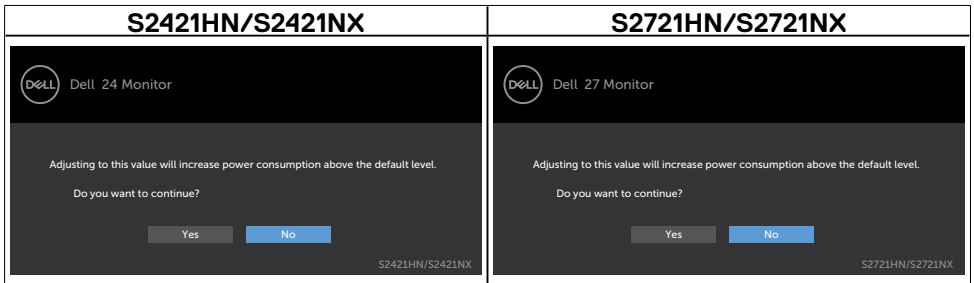 S2421HN/S2421NX
S2721HN/S2721NX
DELL Dell 24 Monitor
Adjusting to this value will increase power consumption above the default level.
Do you want to continue?
Yes No
S2421HN/S2421NX
DELL Dell 27 Monitor
Adjusting to this value will increase power consumption above the default level.
Do you want to continue?
Yes No
S2721HN/S2721NX